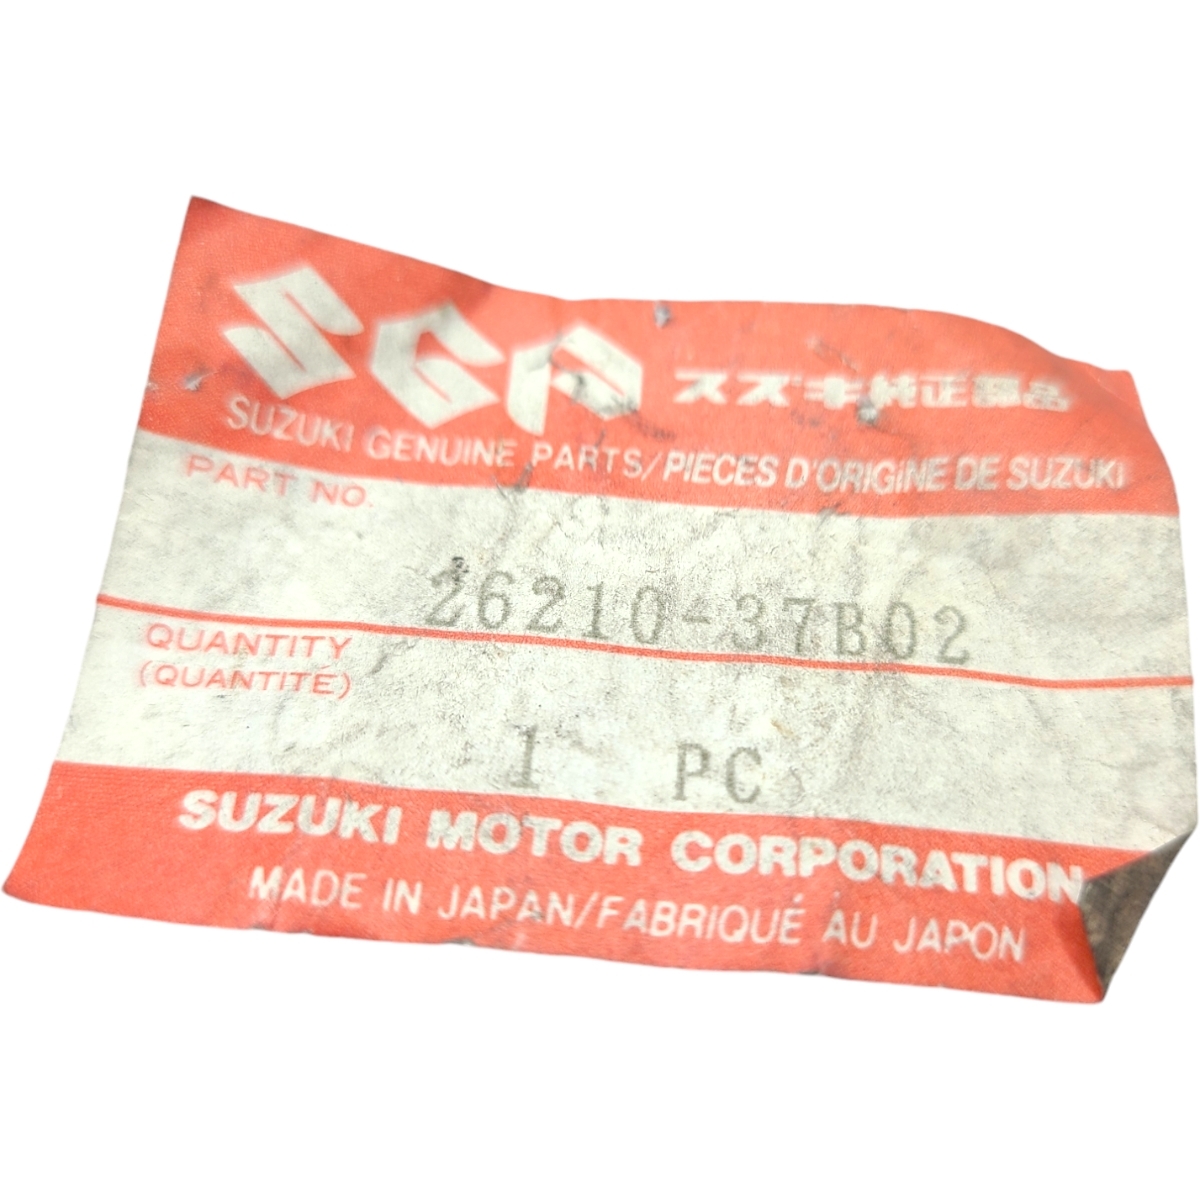 SGP スズキ純正部品
SUZUKI GENUINE PARTS/PIECES D'ORIGINE DE SUZUKI
PART NO.
26210-37B02
QUANTITY
(QUANTITÉ)
1 PC
SUZUKI MOTOR CORPORATION
MADE IN JAPAN/FABRIQUÉ AU JAPON